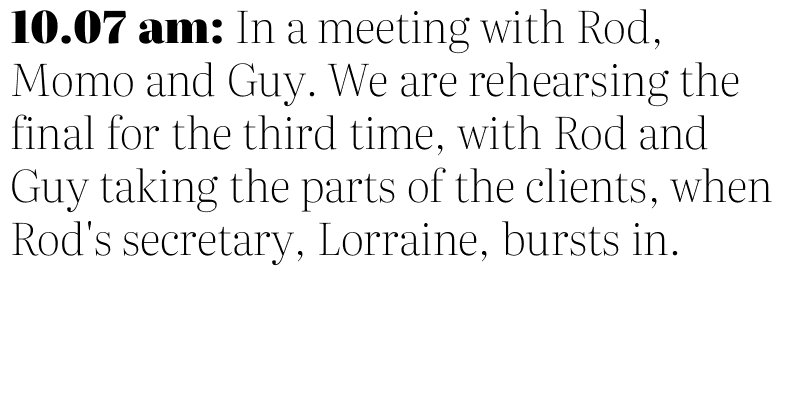 10.07 am: In a meeting with Rod,
Momo and Guy. We are rehearsing the
final for the third time, with Rod and
Guy taking the parts of the clients, when
Rod's secretary, Lorraine, bursts in.